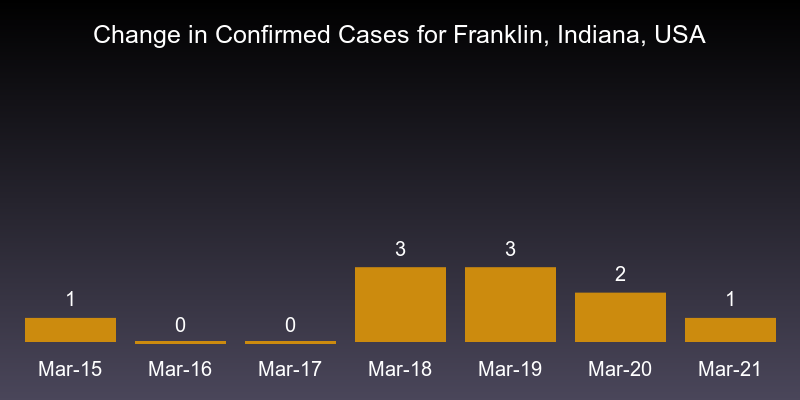 Change in Confirmed Cases for Franklin, Indiana, USA
1 0 0 3 3 2 1
Mar-15 Mar-16 Mar-17 Mar-18 Mar-19 Mar-20 Mar-21